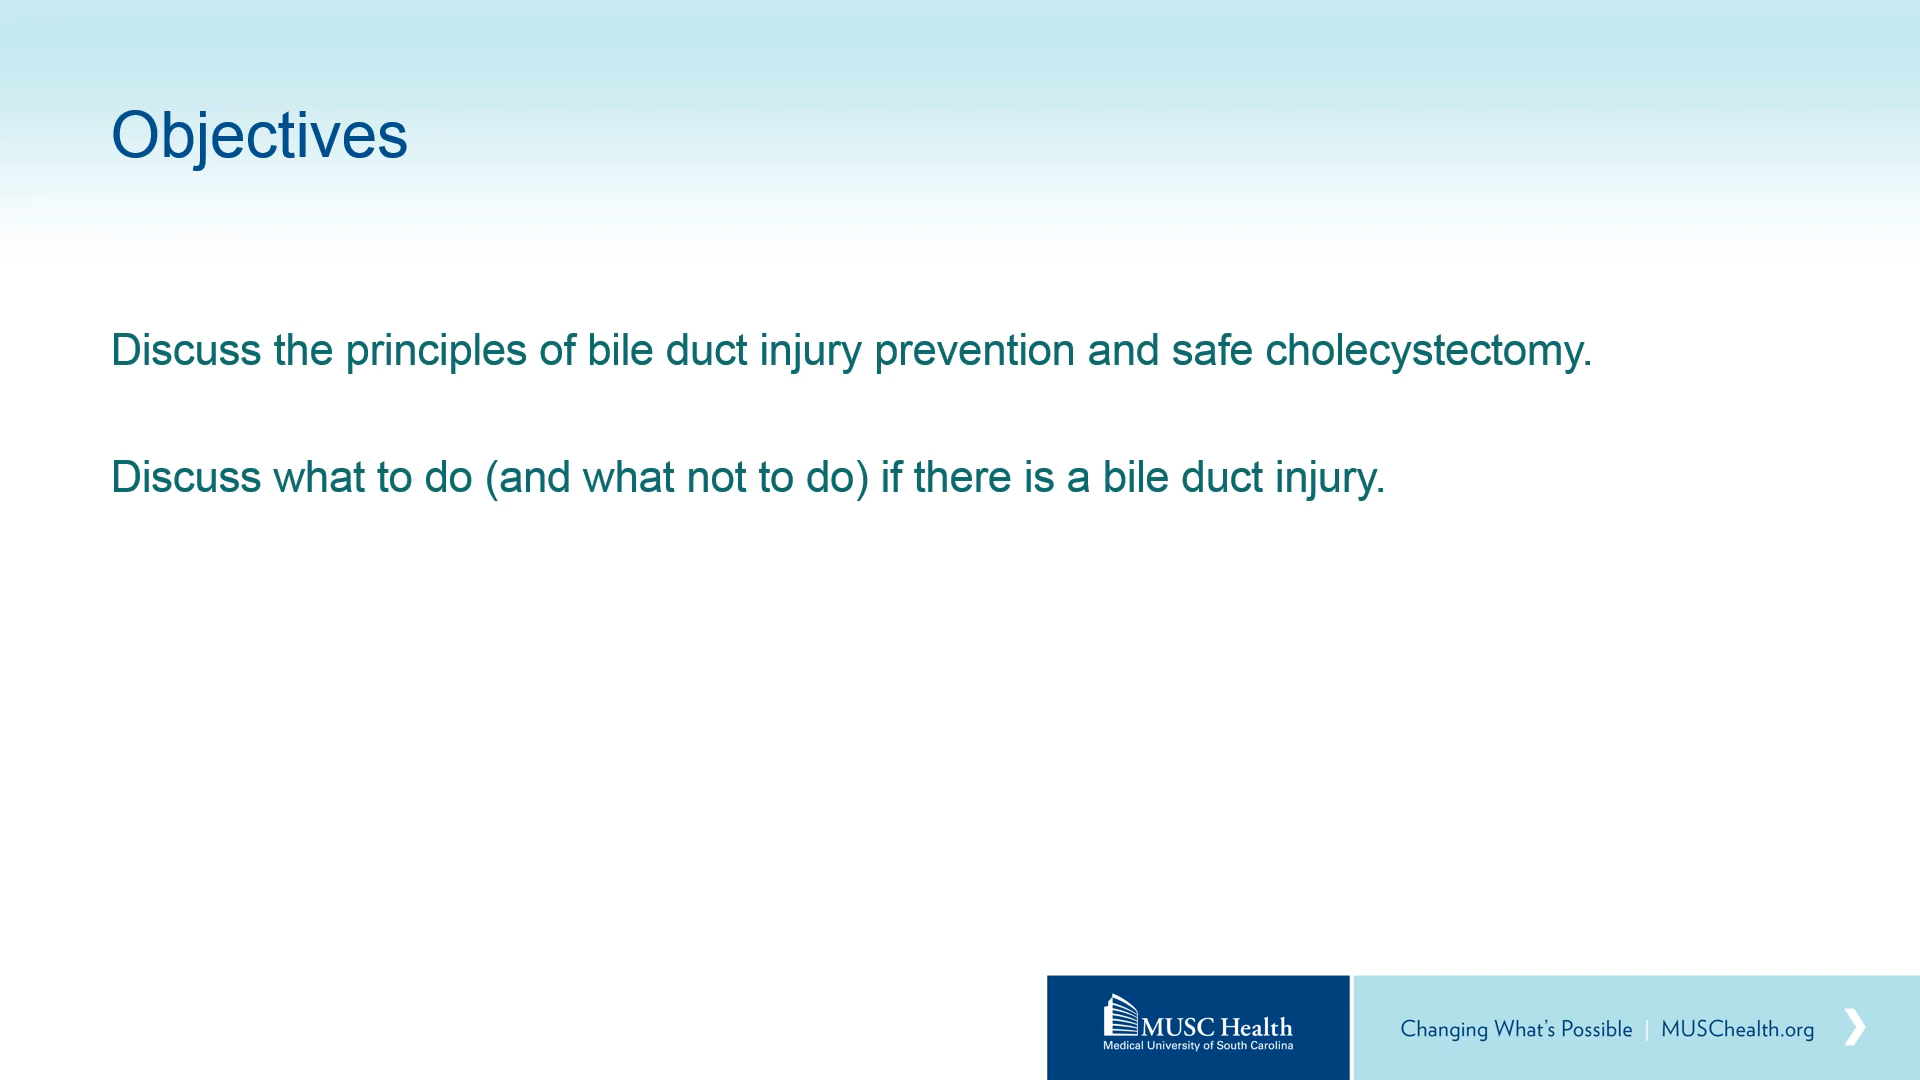 Objectives
Discuss the principles of bile duct injury prevention and safe cholecystectomy.
Discuss what to do (and what not to do) if there is a bile duct injury.
MUSC Health
Medical University of South Carolina
Changing What’s Possible | MUSChealth.org